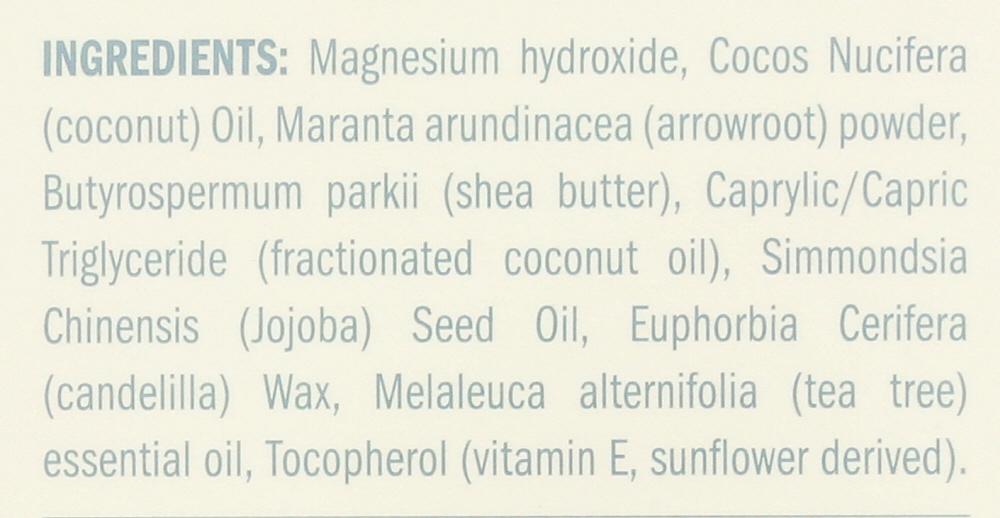 INGREDIENTS: Magnesium hydroxide, Cocos Nucifera
(coconut) Oil, Maranta arundinacea (arrowroot) powder,
Butyrospermum parkii (shea butter), Caprylic/Capric
Triglyceride (fractionated coconut oil), Simmondsia
Chinensis (Jojoba) Seed Oil, Euphorbia Cerifera
(candelilla) Wax, Melaleuca alternifolia (tea tree)
essential oil, Tocopherol (vitamin E, sunflower derived).